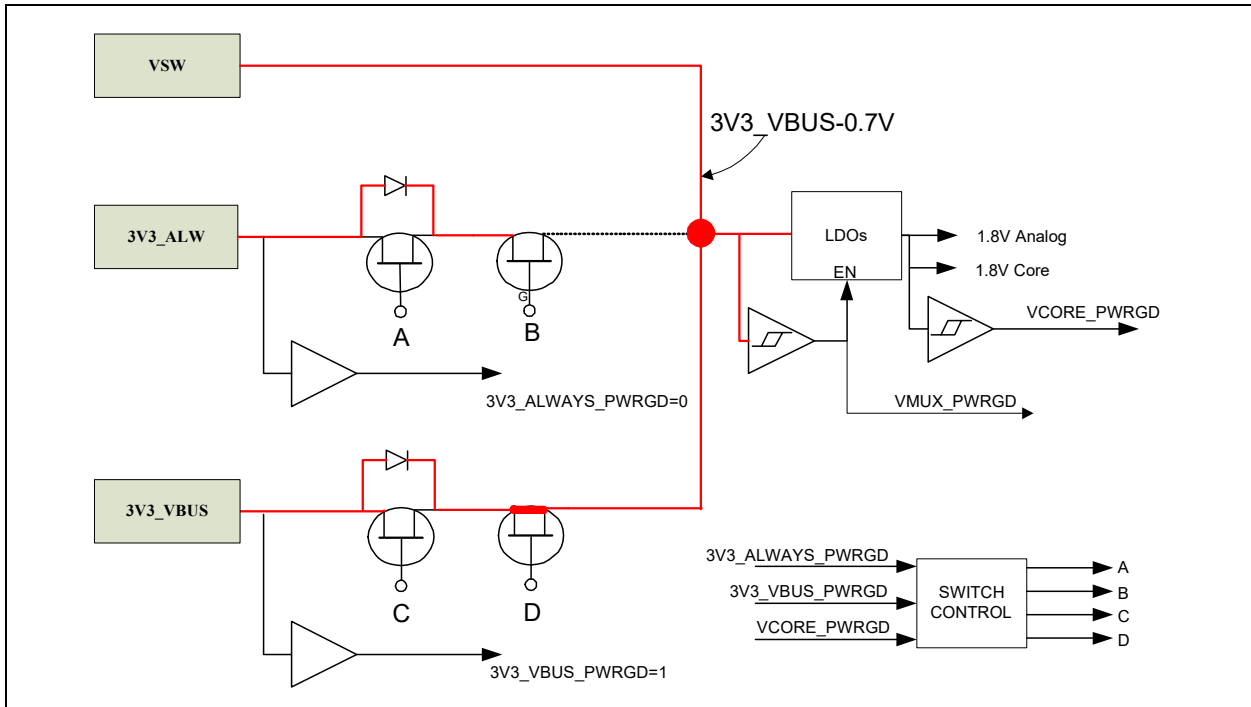 VSW
3V3_VBUS-0.7V
3V3_ALW
LDOs
EN
1.8V Analog
1.8V Core
G
A
B
VCORE_PWRGD
3V3_ALWAYS_PWRGD=0
VMUX_PWRGD
3V3_VBUS
C
D
3V3_VBUS_PWRGD=1
3V3_ALWAYS_PWRGD
3V3_VBUS_PWRGD
VCORE_PWRGD
SWITCH
CONTROL
A
B
C
D